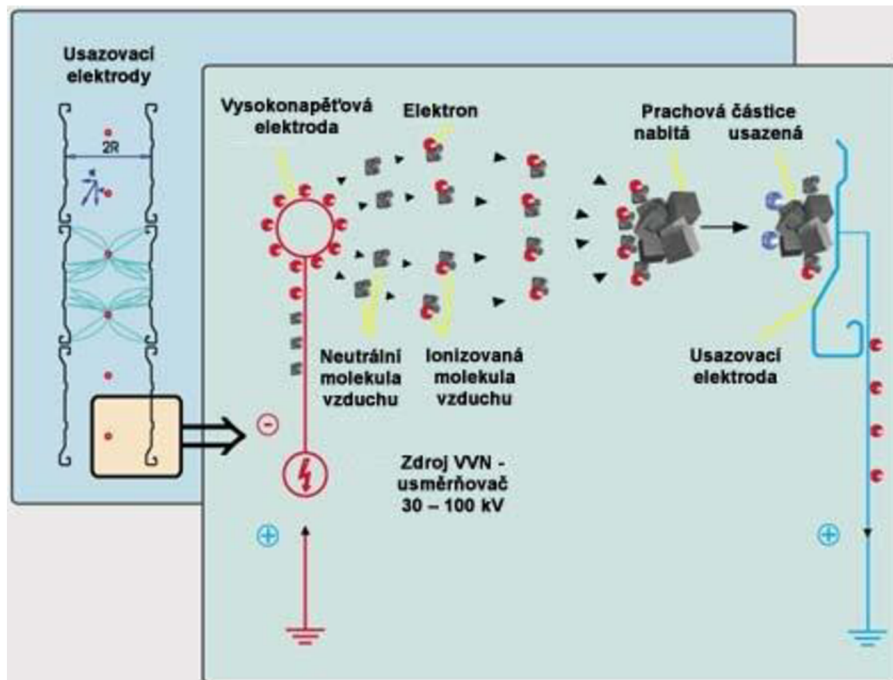 Usazovací
elektrody
2R
Vysokonapěťová
elektroda
Elektron
Prachová částice
nabitá usazená
Neutrální
molekula
vzduchu
Ionizovaná
molekula
vzduchu
Usazovací
elektroda
-
Zdroj VVN -
usměrňovač
30 – 100 kV
+
+